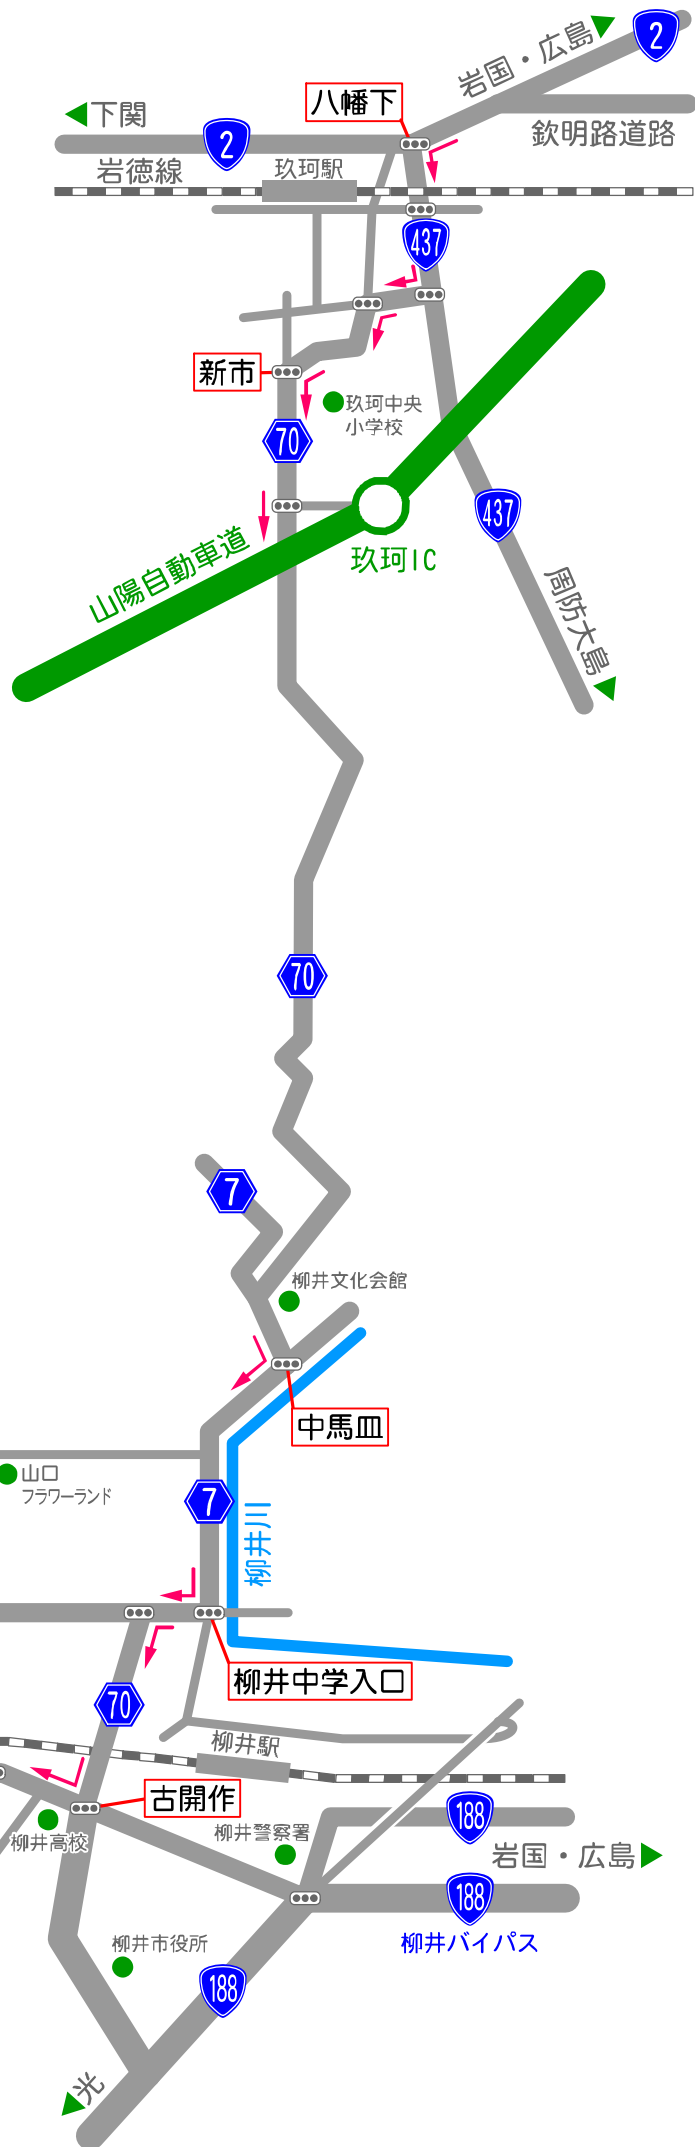 2
岩国・広島
八幡下
下関
2
欽明路道路
岩徳線
玖珂駅
437
新市
玖珂中央
小学校
70
437
山陽自動車道
玖珂IC
周防大島
70
7
柳井文化会館
中馬皿
山口
フラワーランド
7
柳井川
柳井中学入口
70
柳井駅
古開作
188
柳井高校
柳井警察署
岩国・広島
188
柳井バイパス
柳井市役所
188
光